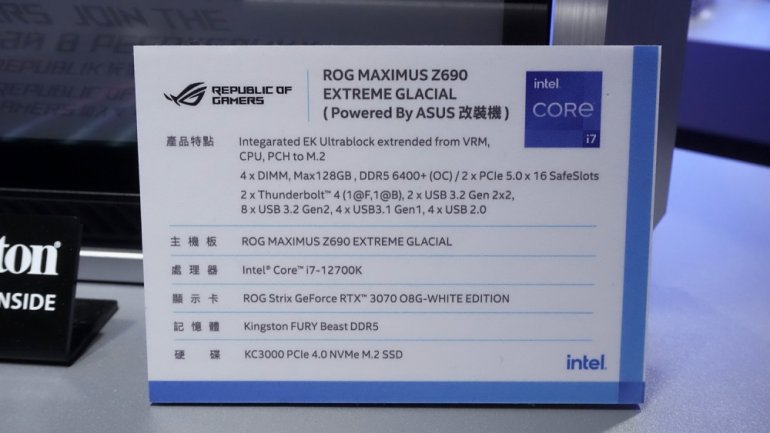 ERS JOIN THE
REPUBLIK
REPUBLIC OF
GAMERS
ROG MAXIMUS Z690
EXTREME GLACIAL
( Powered By ASUS 改裝機 )
intel.
CORE
i7
產品特點 Integarated EK Ultrablock extrended from VRM,
CPU, PCH to M.2
4 x DIMM, Max128GB , DDR5 6400+ (OC) / 2 x PCIe 5.0 x 16 SafeSlots
2 x Thunderbolt™ 4 (1@F,1@B), 2 x USB 3.2 Gen 2x2,
8 x USB 3.2 Gen2, 4 x USB3.1 Gen1, 4 x USB 2.0
主機板 ROG MAXIMUS Z690 EXTREME GLACIAL
處理器 Intel® Core™ i7-12700K
顯示卡 ROG Strix GeForce RTX™ 3070 O8G-WHITE EDITION
記憶體 Kingston FURY Beast DDR5
硬碟 KC3000 PCIe 4.0 NVMe M.2 SSD
intel.
ton
NSIDE